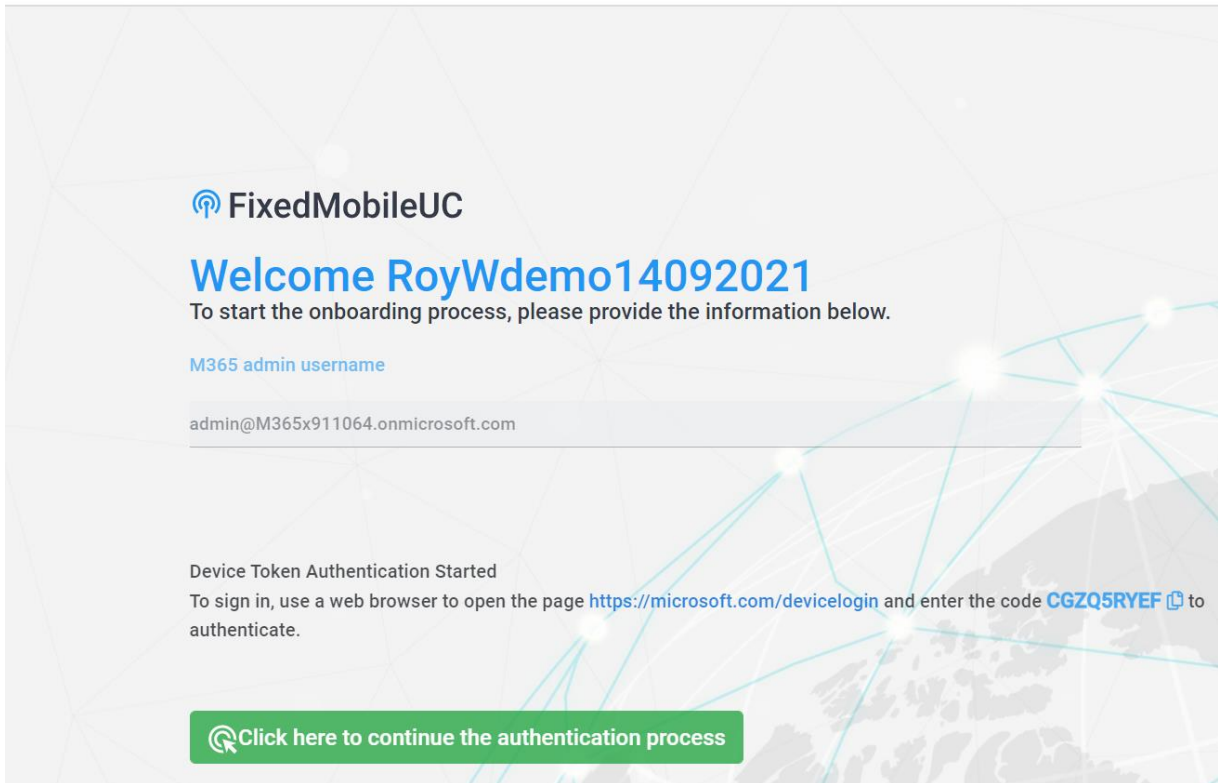 FixedMobileUC
Welcome RoyWdemo14092021
To start the onboarding process, please provide the information below.
M365 admin username
admin@M365x911064.onmicrosoft.com
Device Token Authentication Started
To sign in, use a web browser to open the page https://microsoft.com/devicelogin and enter the code CGZQ5RYEF to
authenticate.
Click here to continue the authentication process